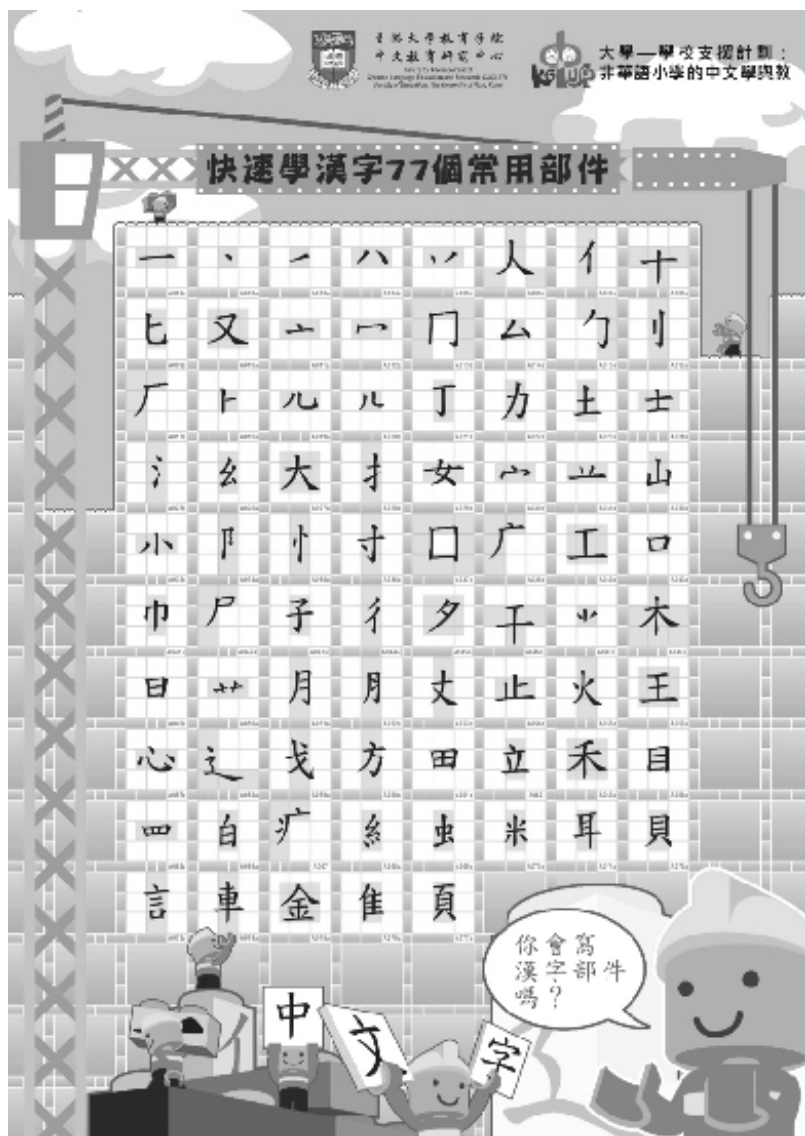 香港大學教育學院
中文教育研究中心
大學—學校支援計劃：
非華語小學的中文學與教
快速學漢字77個常用部件
一 丶 ㇀ 八 丷 人 亻 十
匕 又 亠 冖 冂 厶 勹 刂
厂 卜 儿 ㇀ 丁 力 土 士
氵 幺 大 扌 女 宀 
山
小 阝 忄 寸 囗 广 工 口
巾 尸 子 彳 夕 干 ⺌ 木
日 艹 月 ⺼ 丈 止 火 王
心 辶 戈 方 田 立 禾 目
罒 白 疒 糹 虫 米 耳 貝
言 車 金 隹 頁
你會寫
漢字部件
嗎？
中
文
字